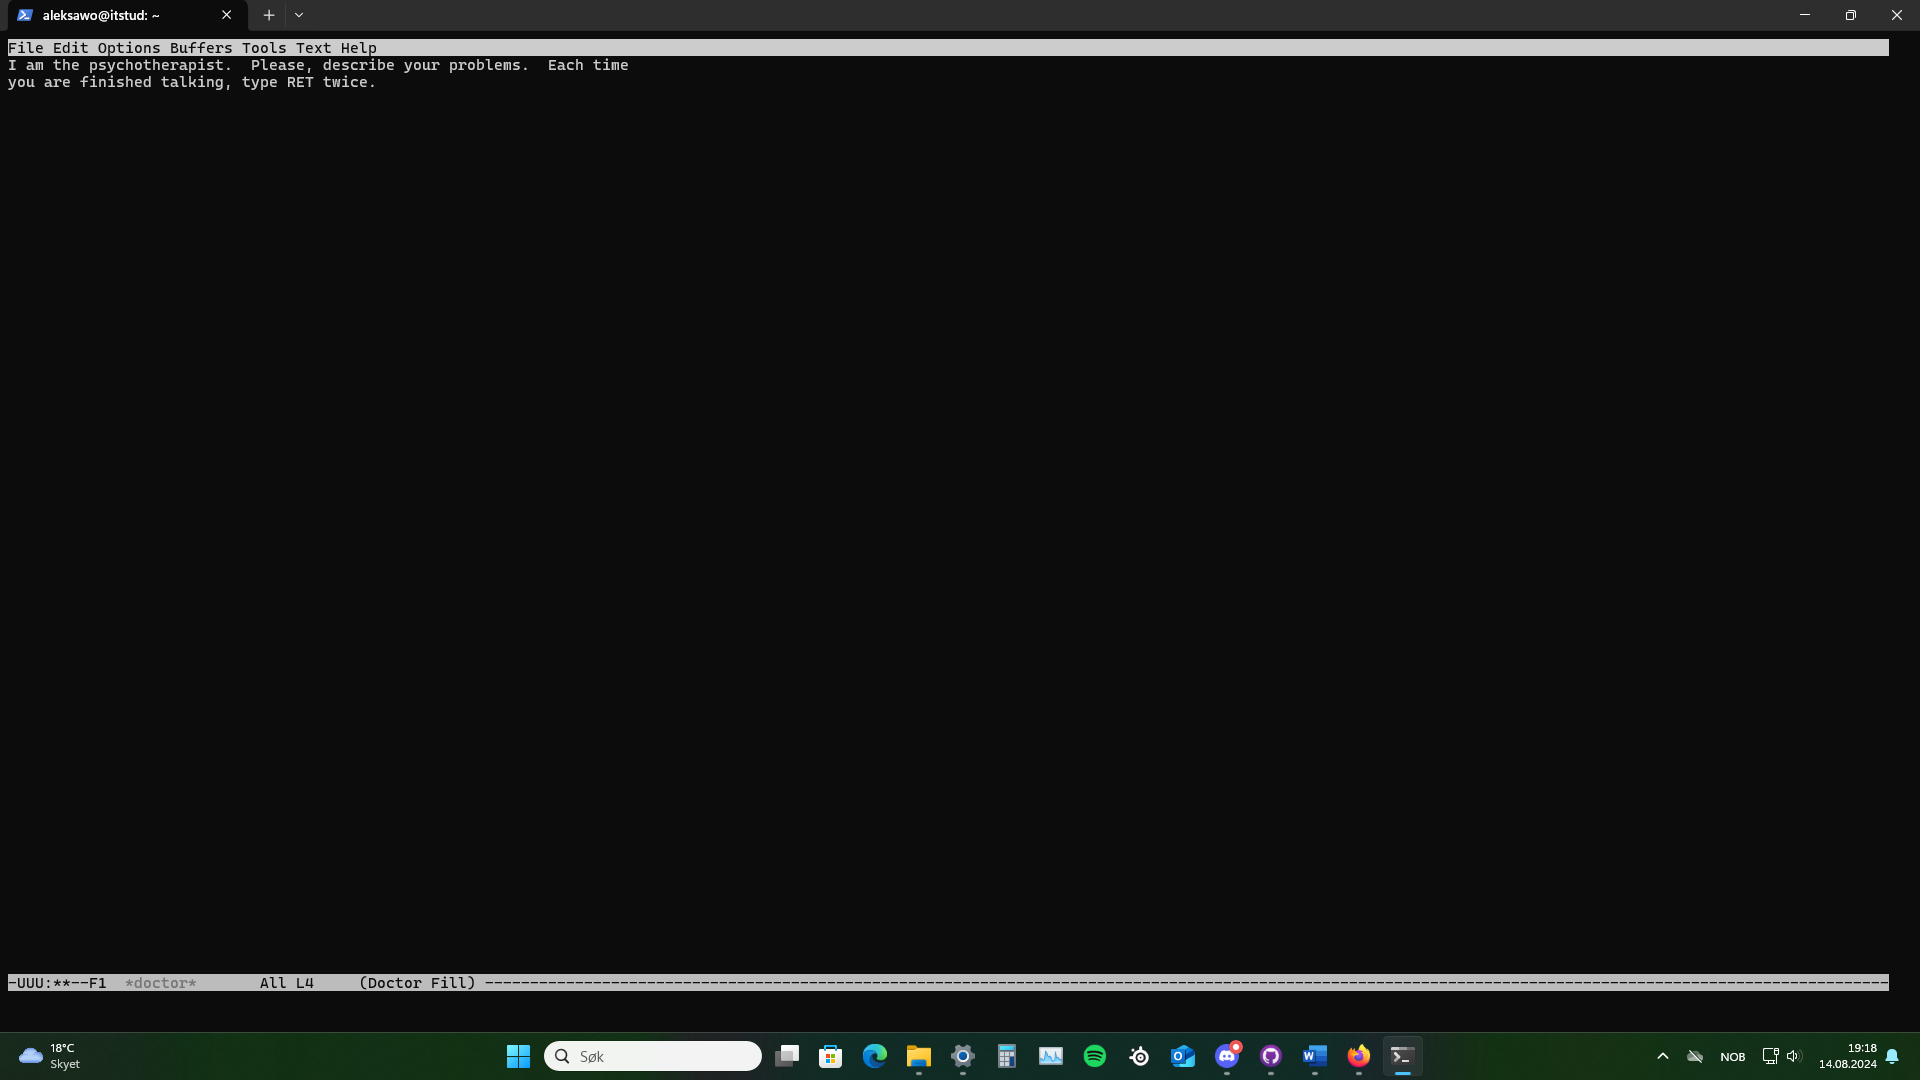 aleksawo@itstud: ~
File Edit Options Buffers Tools Text Help
I am the psychotherapist.  Please, describe your problems.  Each time
you are finished talking, type RET twice.
-UUU:**--F1  *doctor*       All L4     (Doctor Fill) ------------------------------------------------------------
18°C
Skyet
Søk
NOB
19:18
14.08.2024